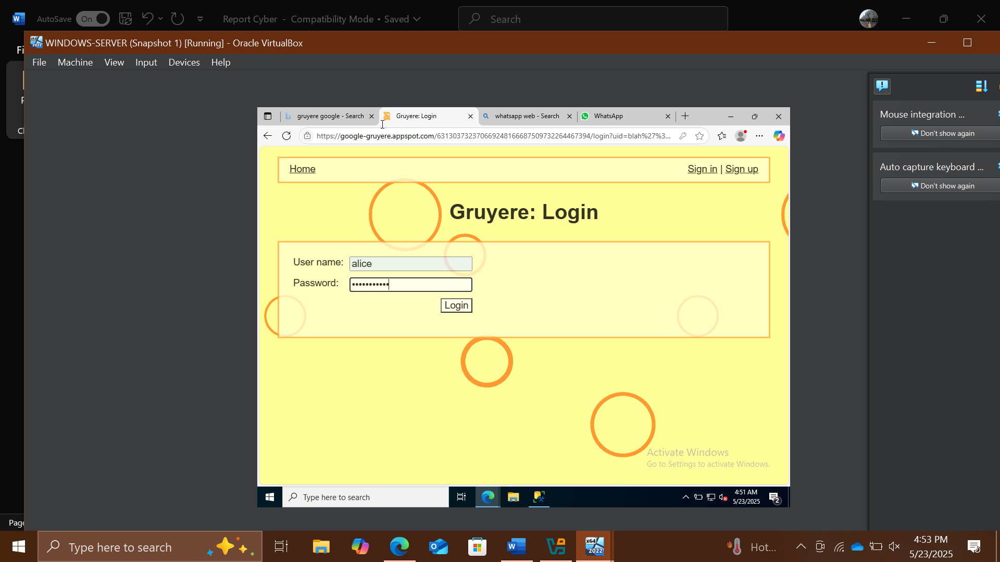 AutoSave On Report Cyber - Compatibility Mode • Saved Search
WINDOWS-SERVER (Snapshot 1) [Running] - Oracle VirtualBox
File Machine View Input Devices Help
Mouse integration ...
Don't show again
Auto capture keyboard ...
Don't show again
gruyere google - Search Gruyere: Login whatsapp web - Search WhatsApp
https://google-gruyere.appspot.com/631303732370669248166687509732264467394/login?uid=blah%27%3...
Home Sign in | Sign up
Gruyere: Login
User name: alice
Password: •••••••••••
Login
Activate Windows
Go to Settings to activate Windows.
Type here to search 4:51 AM
5/23/2025
2
Type here to search x64 2022 Hot... 4:53 PM
5/23/2025